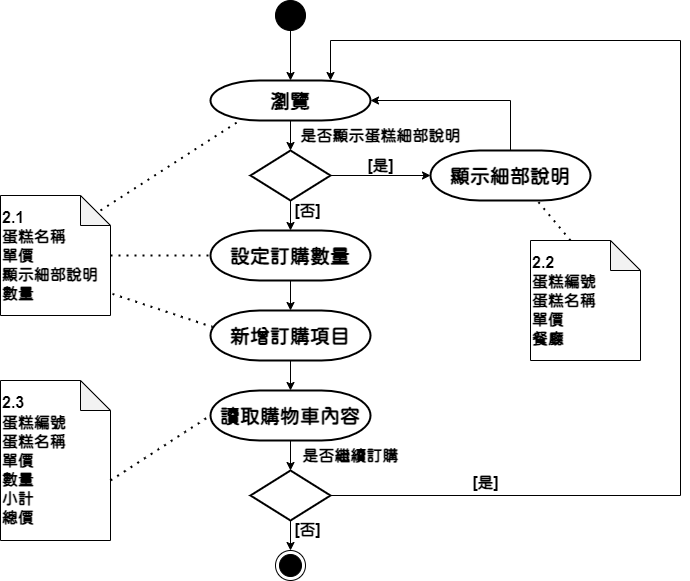 瀏覽
是否顯示蛋糕細部說明
[是]
顯示細部說明
[否]
2.1
蛋糕名稱
單價
顯示細部說明
數量
設定訂購數量
2.2
蛋糕編號
蛋糕名稱
單價
餐廳
新增訂購項目
2.3
蛋糕編號
蛋糕名稱
單價
數量
小計
總價
讀取購物車內容
是否繼續訂購
[是]
[否]